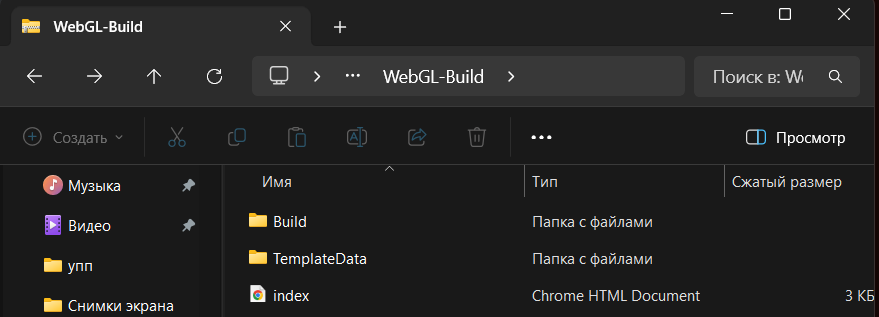 WebGL-Build
WebGL-Build
Поиск в: We
Создать
Просмотр
Имя Тип Сжатый размер
Музыка
Видео
упп
Снимки экрана
Build Папка с файлами
TemplateData Папка с файлами
index Chrome HTML Document 3 КБ